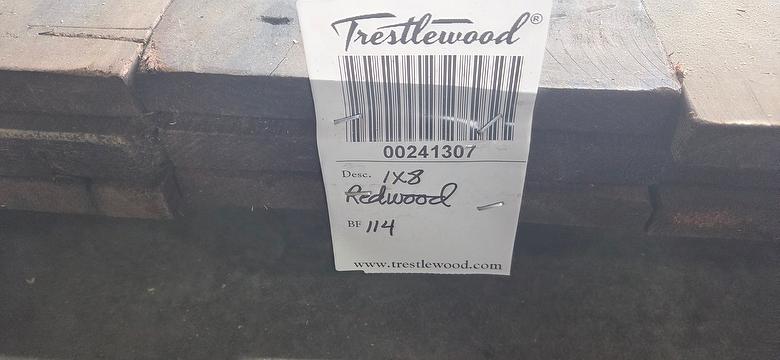 Trestlewood®
00241307
Desc. 1X8
Redwood
BF 114
www.trestlewood.com